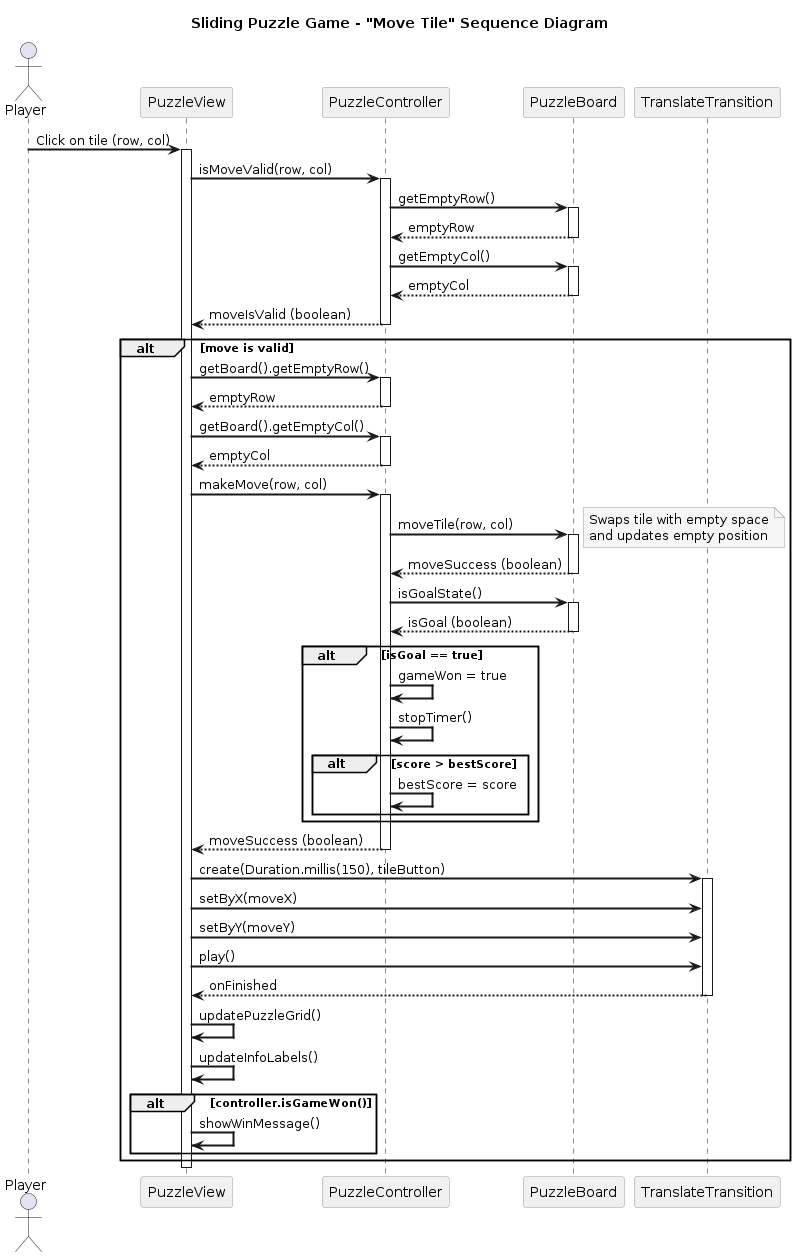 Sliding Puzzle Game - "Move Tile" Sequence Diagram
Player
PuzzleView
PuzzleController
PuzzleBoard
TranslateTransition
Click on tile (row, col)
isMoveValid(row, col)
getEmptyRow()
emptyRow
getEmptyCol()
emptyCol
moveIsValid (boolean)
alt
[move is valid]
getBoard().getEmptyRow()
emptyRow
getBoard().getEmptyCol()
emptyCol
makeMove(row, col)
Swaps tile with empty space
and updates empty position
moveTile(row, col)
moveSuccess (boolean)
isGoalState()
isGoal (boolean)
alt
[isGoal == true]
gameWon = true
stopTimer()
alt
[score > bestScore]
bestScore = score
moveSuccess (boolean)
create(Duration.millis(150), tileButton)
setByX(moveX)
setByY(moveY)
play()
onFinished
updatePuzzleGrid()
updateInfoLabels()
alt
[controller.isGameWon()]
showWinMessage()
Player
PuzzleView
PuzzleController
PuzzleBoard
TranslateTransition